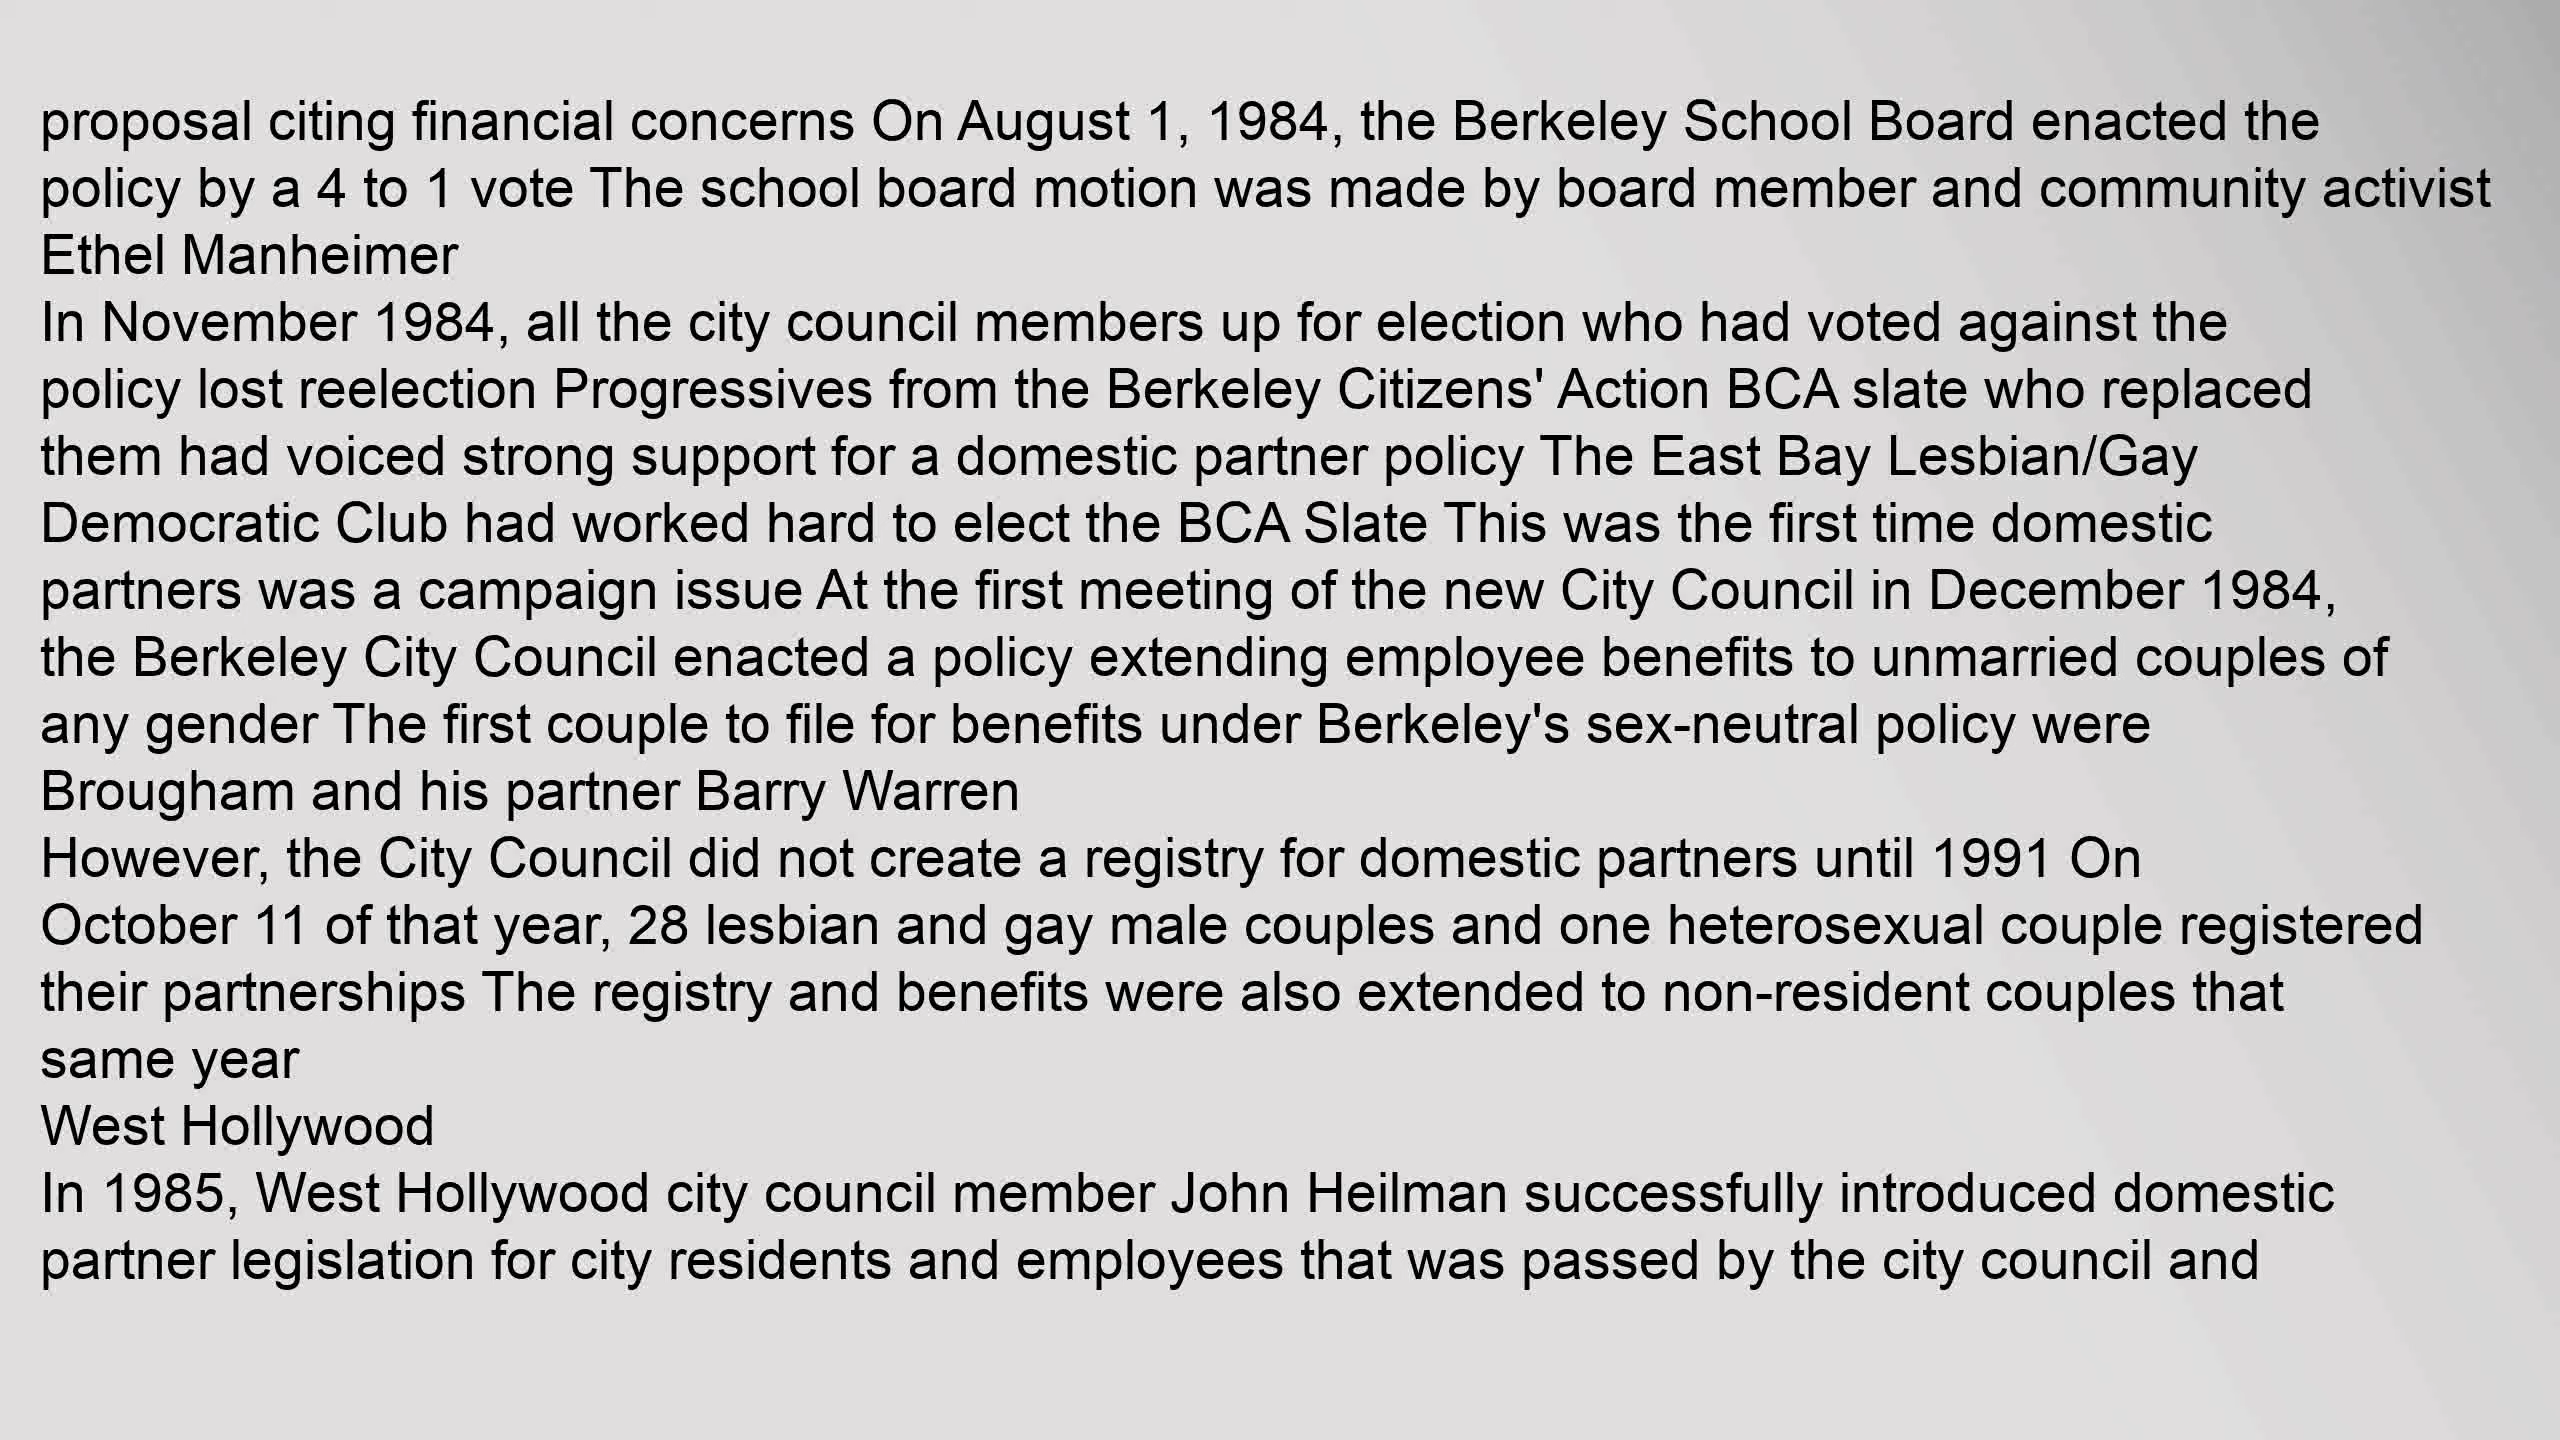 proposal citing financial concerns On August 1, 1984, the Berkeley School Board enacted the
policy by a 4 to 1 vote The school board motion was made by board member and community activist
Ethel Manheimer
In November 1984, all the city council members up for election who had voted against the
policy lost reelection Progressives from the Berkeley Citizens' Action BCA slate who replaced
them had voiced strong support for a domestic partner policy The East Bay Lesbian/Gay
Democratic Club had worked hard to elect the BCA Slate This was the first time domestic
partners was a campaign issue At the first meeting of the new City Council in December 1984,
the Berkeley City Council enacted a policy extending employee benefits to unmarried couples of
any gender The first couple to file for benefits under Berkeley's sex-neutral policy were
Brougham and his partner Barry Warren
However, the City Council did not create a registry for domestic partners until 1991 On
October 11 of that year, 28 lesbian and gay male couples and one heterosexual couple registered
their partnerships The registry and benefits were also extended to non-resident couples that
same year
West Hollywood
In 1985, West Hollywood city council member John Heilman successfully introduced domestic
partner legislation for city residents and employees that was passed by the city council and